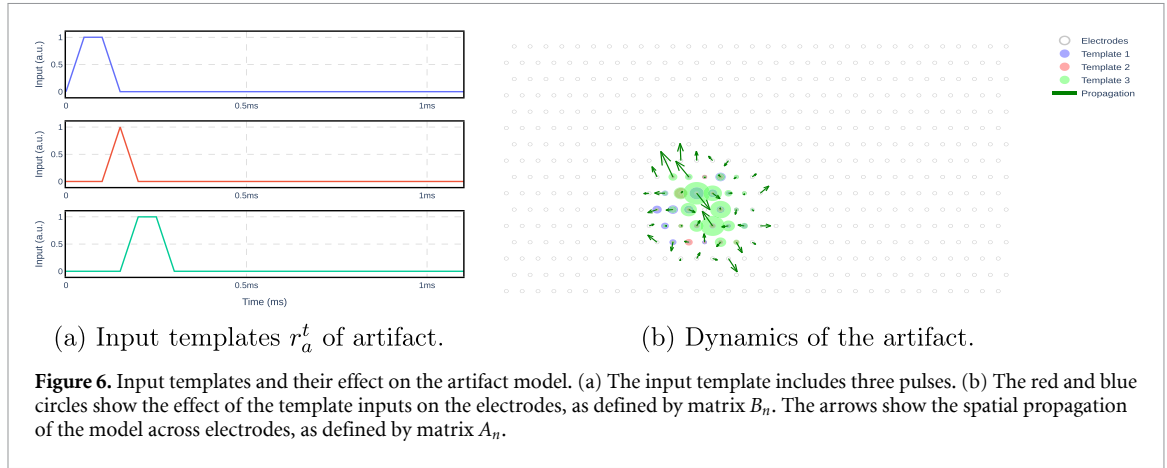 Input (a.u.)
1
0.5
0
0
0.5ms
1ms
Input (a.u.)
1
0.5
0
0
0.5ms
1ms
Input (a.u.)
1
0.5
0
0
0.5ms
1ms
Time (ms)
Electrodes
Template 1
Template 2
Template 3
Propagation
(a) Input templates $r_a^t$ of artifact.
(b) Dynamics of the artifact.
Figure 6. Input templates and their effect on the artifact model. (a) The input template includes three pulses. (b) The red and blue
circles show the effect of the template inputs on the electrodes, as defined by matrix $B_n$. The arrows show the spatial propagation
of the model across electrodes, as defined by matrix $A_n$.